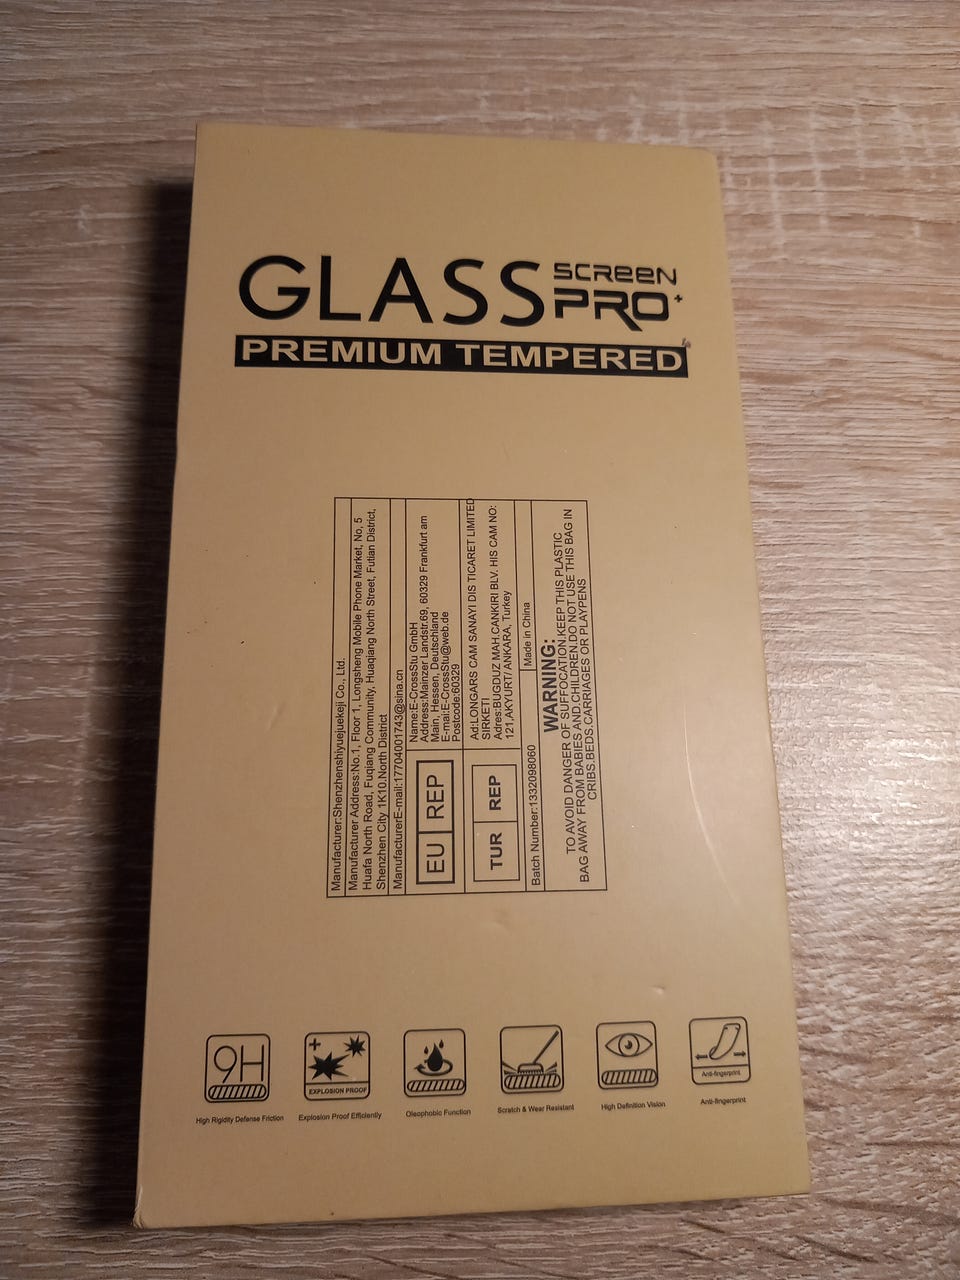 GLASS SCREEN PRO+
PREMIUM TEMPERED
Manufacturer:Shenzhenshiyuejuekeji Co., Ltd.
Manufacturer Address:No.1, Floor 1, Longsheng Mobile Phone Market, No, 5
Huafa North Road, Fuqiang Community, Huaqiang North Street, Futian District,
Shenzhen City 1K10.North District
ManufacturerE-mail:17704001743@sina.cn
EU REP
Name:E-CrossStu GmbH
Address:Mainzer Landstr.69, 60329 Frankfurt am
Main, Hessen, Deutschland
E-mai:E-CrossStu@web.de
Postcode:60329
TUR REP
Ad:LONGARS CAM SANAYI DIS TICARET LIMITED
SIRKETI
Adres:BUGDUZ MAH.CANKIRI BLV. HIS CAM NO:
121,AKYURT/ ANKARA, Turkey
Batch Number:1332098060
Made in China
WARNING:
TO AVOID DANGER OF SUFFOCATION.KEEP THIS PLASTIC
BAG AWAY FROM BABIES AND CHILDREN.DO NOT USE THIS BAG IN
CRIBS.BEDS.CARRIAGES OR PLAYPENS
9H
EXPLOSION PROOF
Anti-fingerprint
High Rigidity Defense Friction
Explosion Proof Efficiently
Oleophobic Function
Scratch & Wear Resistant
High Definition Vision
Anti-fingerprint